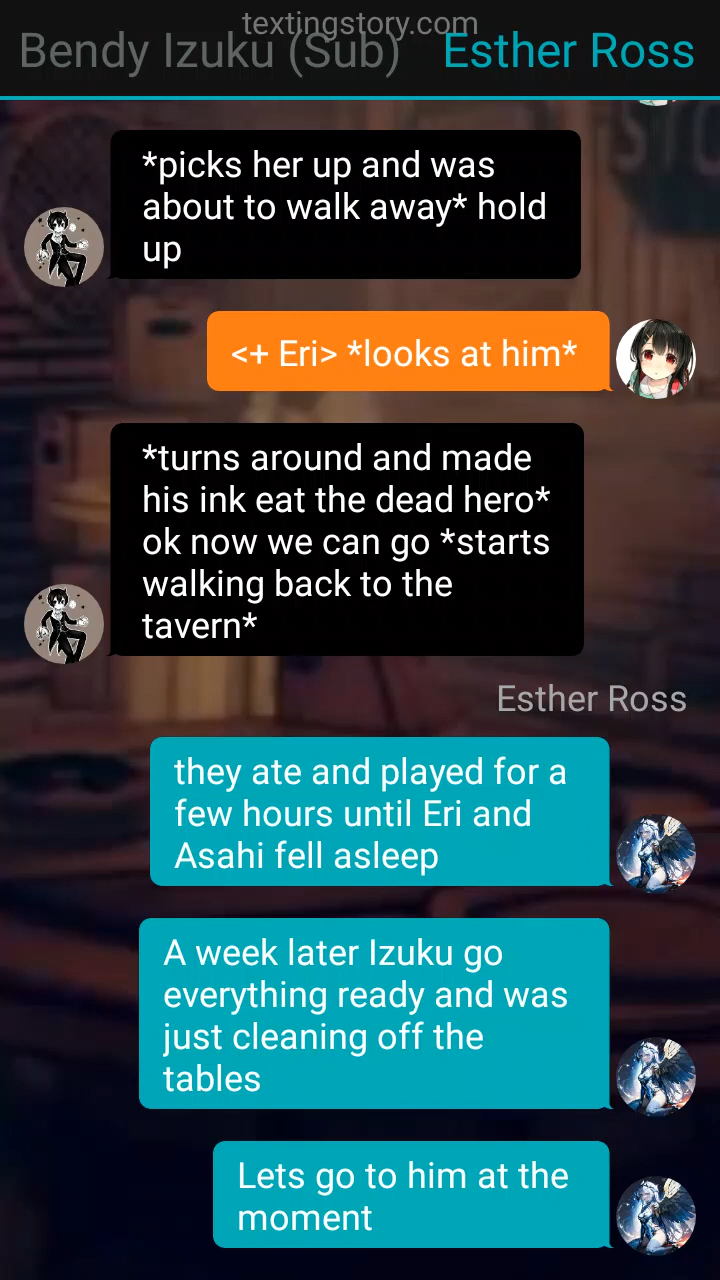 textingstory.com
Bendy Izuku (Sub) Esther Ross
*picks her up and was
about to walk away* hold
up
<+ Eri> *looks at him*
*turns around and made
his ink eat the dead hero*
ok now we can go *starts
walking back to the
tavern*
Esther Ross
they ate and played for a
few hours until Eri and
Asahi fell asleep
A week later Izuku go
everything ready and was
just cleaning off the
tables
Lets go to him at the
moment